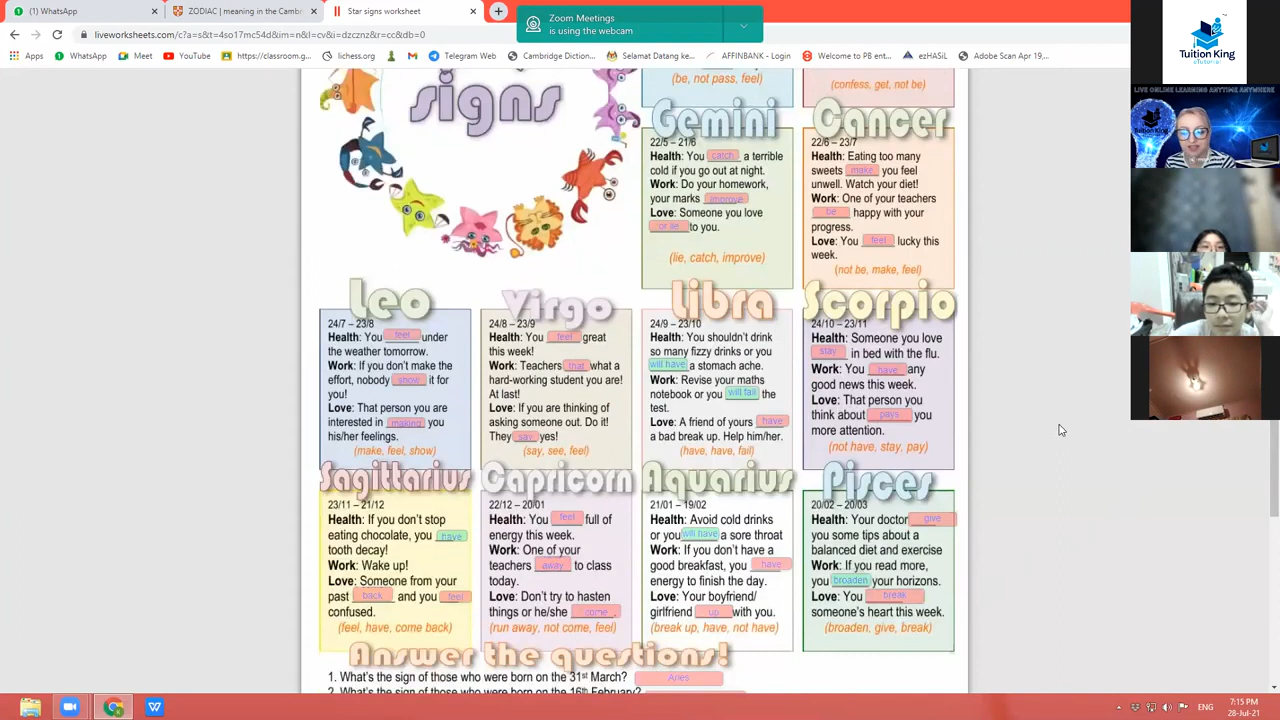 (1) WhatsApp
ZODIAC | meaning in the Camb
Star signs worksheet
Zoom Meetings
is using the webcam
liveworksheets.com/c?a=s&t=4so17mc54d&im=n&l=cv&i=dzcznz&r=cc&db=0
Apps
WhatsApp
Meet
YouTube
https://classroom.g...
lichess.org
Telegram Web
Cambridge Dictionar...
Selamat Datang ke...
AFFINBANK - Login
Welcome to PB ent...
ezHASiL
Adobe Scan Apr 19,...
Tuition King
eTutorial
LIVE ONLINE LEARNING ANYTIME ANYWHERE
signs
(be, not pass, feel)
(confess, get, not be)
Gemini
22/5 – 21/6
Health: You catch a terrible
cold if you go out at night.
Work: Do your homework,
your marks improve
Love: Someone you love
or lie to you.
(lie, catch, improve)
Cancer
22/6 – 23/7
Health: Eating too many
sweets make you feel
unwell. Watch your diet!
Work: One of your teachers
be happy with your
progress.
Love: You feel lucky this
week.
(not be, make, feel)
Leo
24/7 – 23/8
Health: You feel under
the weather tomorrow.
Work: If you don't make the
effort, nobody show it for
you!
Love: That person you are
interested in making you
his/her feelings.
(make, feel, show)
Virgo
24/8 – 23/9
Health: You feel great
this week!
Work: Teachers that what a
hard-working student you are!
At last!
Love: If you are thinking of
asking someone out. Do it!
They say yes!
(say, see, feel)
Libra
24/9 – 23/10
Health: You shouldn't drink
so many fizzy drinks or you
will have a stomach ache.
Work: Revise your maths
notebook or you will fail the
test.
Love: A friend of yours have
a bad break up. Help him/her.
(have, have, fail)
Scorpio
24/10 – 23/11
Health: Someone you love
stay in bed with the flu.
Work: You have any
good news this week.
Love: That person you
think about pays you
more attention.
(not have, stay, pay)
Sagittarius
23/11 – 21/12
Health: If you don't stop
eating chocolate, you have
tooth decay!
Work: Wake up!
Love: Someone from your
past back and you feel
confused.
(feel, have, come back)
Capricorn
22/12 – 20/01
Health: You feel full of
energy this week.
Work: One of your
teachers away to class
today.
Love: Don't try to hasten
things or he/she come .
(run away, not come, feel)
Aquarius
21/01 – 19/02
Health: Avoid cold drinks
or you will have a sore throat
Work: If you don't have a
good breakfast, you have
energy to finish the day.
Love: Your boyfriend/
girlfriend up with you.
(break up, have, not have)
Pisces
20/02 – 20/03
Health: Your doctor give
you some tips about a
balanced diet and exercise
Work: If you read more,
you broaden your horizons.
Love: You break
someone's heart this week.
(broaden, give, break)
Answer the questions!
1. What's the sign of those who were born on the 31st March? Aries
2. What's the sign of those who were born on the 16th February?
ENG
7:15 PM
28-Jul-21